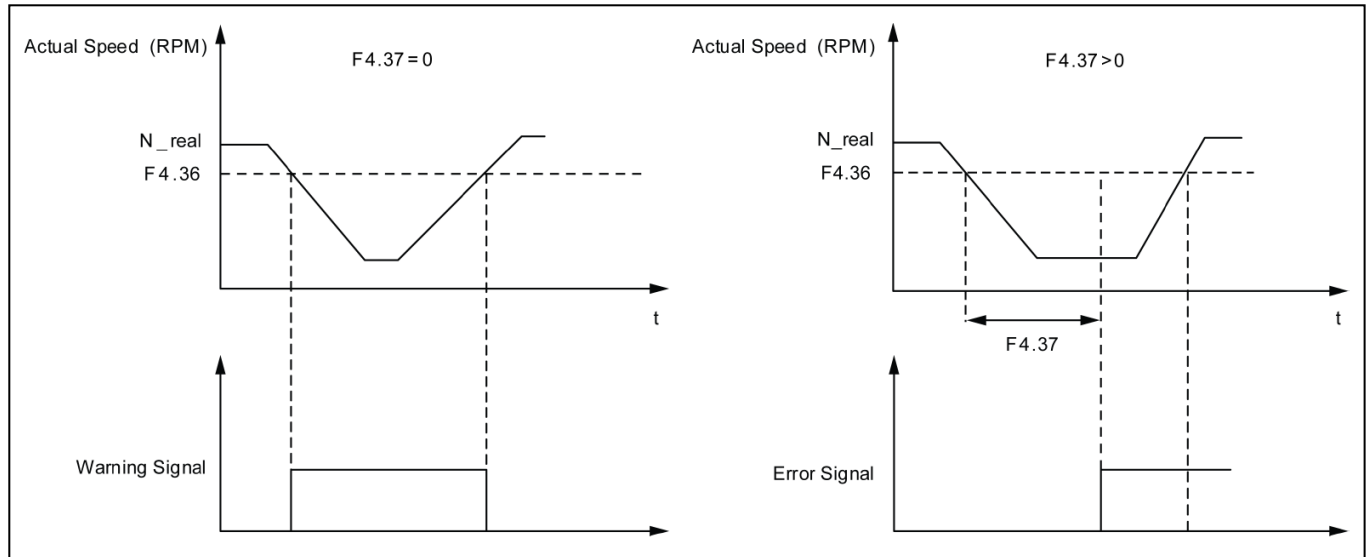 Actual Speed (RPM)
F4.37=0
N_real
F4.36
t
Warning Signal
Actual Speed (RPM)
F4.37>0
N_real
F4.36
t
F4.37
Error Signal